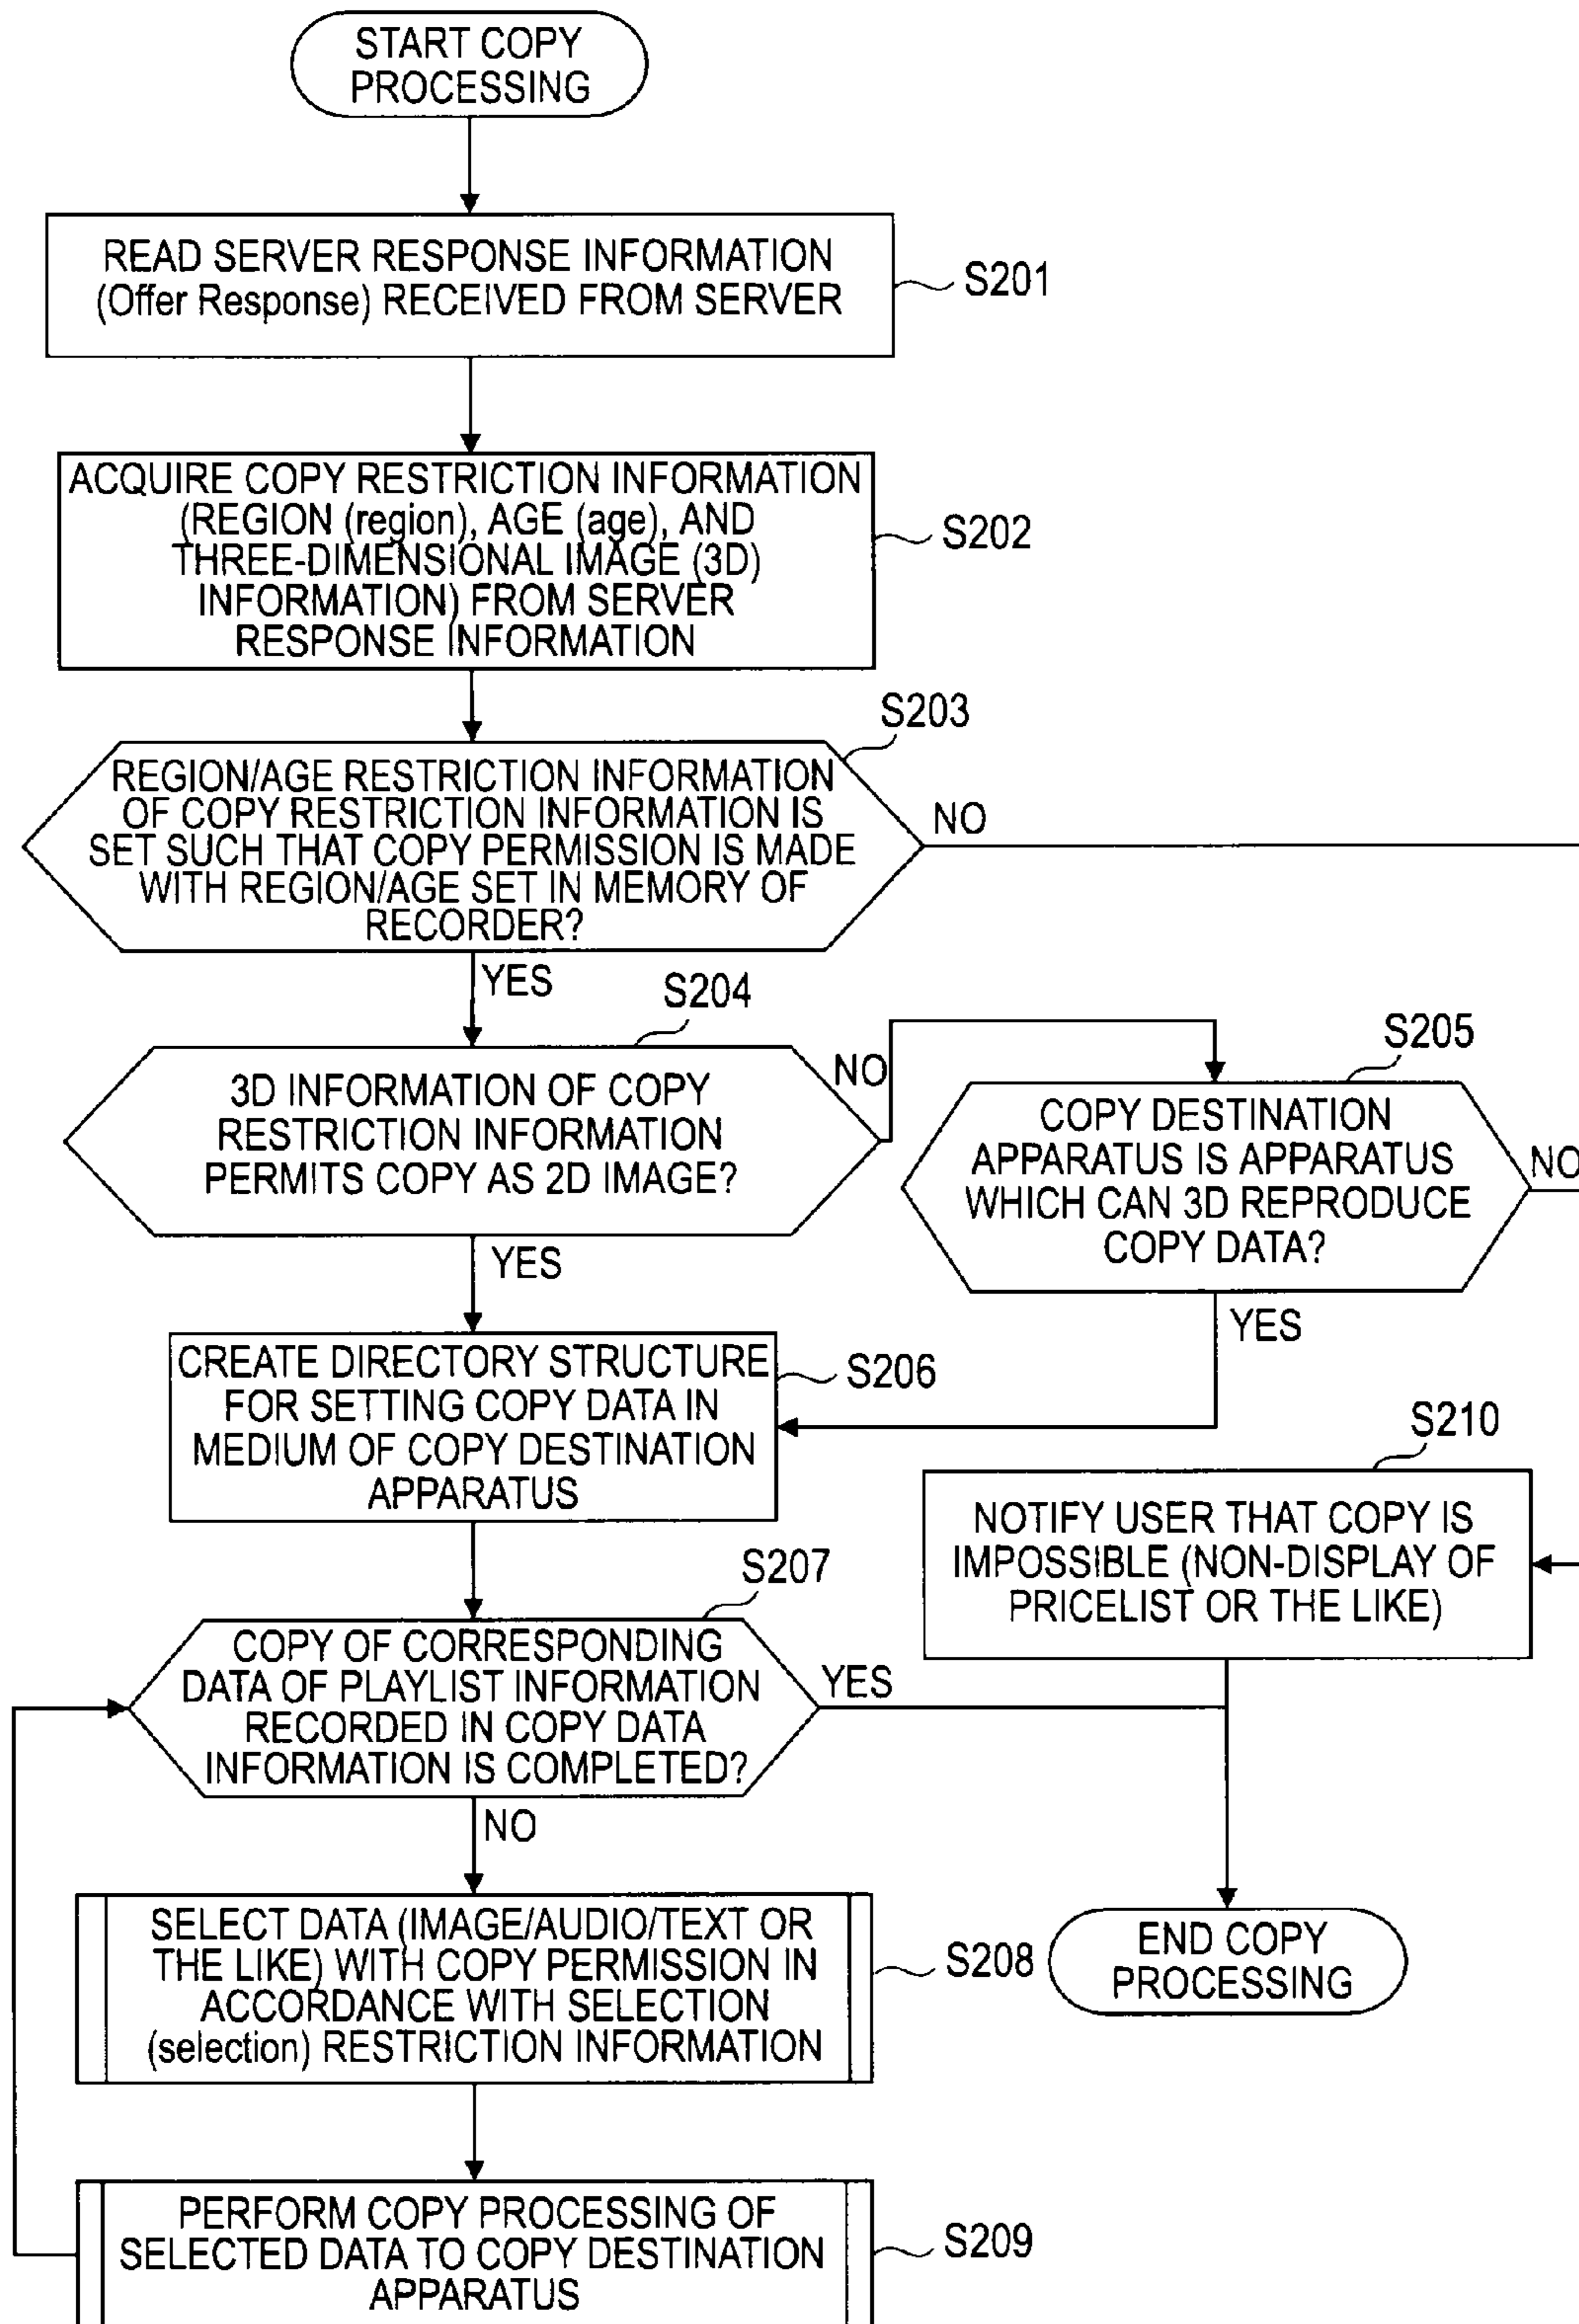 START COPY
PROCESSING
READ SERVER RESPONSE INFORMATION
(Offer Response) RECEIVED FROM SERVER
S201
ACQUIRE COPY RESTRICTION INFORMATION
(REGION (region), AGE (age), AND
THREE-DIMENSIONAL IMAGE (3D)
INFORMATION) FROM SERVER
RESPONSE INFORMATION
S202
S203
REGION/AGE RESTRICTION INFORMATION
OF COPY RESTRICTION INFORMATION IS
SET SUCH THAT COPY PERMISSION IS MADE
WITH REGION/AGE SET IN MEMORY OF
RECORDER?
NO
YES
S204
3D INFORMATION OF COPY
RESTRICTION INFORMATION
PERMITS COPY AS 2D IMAGE?
NO
YES
S205
COPY DESTINATION
APPARATUS IS APPARATUS
WHICH CAN 3D REPRODUCE
COPY DATA?
NO
YES
CREATE DIRECTORY STRUCTURE
FOR SETTING COPY DATA IN
MEDIUM OF COPY DESTINATION
APPARATUS
S206
S210
NOTIFY USER THAT COPY IS
IMPOSSIBLE (NON-DISPLAY OF
PRICELIST OR THE LIKE)
S207
COPY OF CORRESPONDING
DATA OF PLAYLIST INFORMATION
RECORDED IN COPY DATA
INFORMATION IS COMPLETED?
YES
NO
SELECT DATA (IMAGE/AUDIO/TEXT OR
THE LIKE) WITH COPY PERMISSION IN
ACCORDANCE WITH SELECTION
(selection) RESTRICTION INFORMATION
S208
END COPY
PROCESSING
PERFORM COPY PROCESSING OF
SELECTED DATA TO COPY DESTINATION
APPARATUS
S209